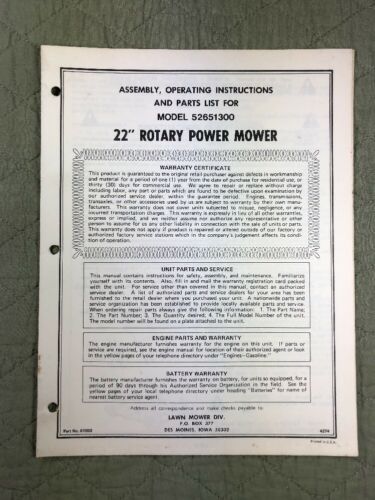 ASSEMBLY, OPERATING INSTRUCTIONS
AND PARTS LIST FOR
MODEL 52651300
22" ROTARY POWER MOWER
WARRANTY CERTIFICATE
This product is guaranteed to the original retail purchaser against defects in workmanship
and material for a period of one (1) year from the date of purchase for residential use, or
thirty (30) days for commercial use. We agree to repair or replace without charge
including labor, any part or parts which are found to be defective upon examination by
our authorized service dealer, within the guarantee period. Engines, transmissions,
transaxles, or other accessories used by us are subject to warranty by their own manu-
facturers. This warranty does not cover units subjected to misuse, negligence, or any
incurred transportation charges. This warranty is expressly in lieu of all other warranties,
express or implied, and we neither assume nor authorize any representative or other
person to assume for us any other liability in connection with the sale of units or parts.
This warranty does not apply if product is repaired or altered outside of our factory or
authorized factory service stations which in the company's judgement affects its condi-
tion of operation.
UNIT PARTS AND SERVICE
This manual contains instructions for safety, assembly, and maintenance. Familiarize
yourself with its contents. Also, fill in and mail the warranty registration card packed
with the unit. For service other than covered in this manual, contact an authorized
service dealer. A list of authorized parts and service dealers for your area has been
furnished to the retail dealer where you purchased your unit. A nationwide parts and
service organization has been established to provide locally available parts and service.
When ordering repair parts always give the following information: 1. The Part Name;
2. The Part Number; 3. The Quantity desired; 4. The Full Model Number of the unit.
The model number will be found on a plate attached to the unit.
ENGINE PARTS AND WARRANTY
The engine manufacturer furnishes warranty for the engine on this unit. If parts or
service are required, see the engine manual for location of their authorized agent or look
in the yellow pages of your telephone directory under "Engines–Gasoline."
BATTERY WARRANTY
The battery manufacturer furnishes the warranty on battery, for units so equipped, for a
period of 90 days through his Authorized Service Organization in the field. See the
yellow pages of your local telephone directory under heading "Batteries" for name of
nearest battery service agent.
Address all correspondence and make checks payable to:
LAWN MOWER DIV.
P.O. BOX 377
DES MOINES, IOWA 50302
Part No.
Printed in U.S.A.